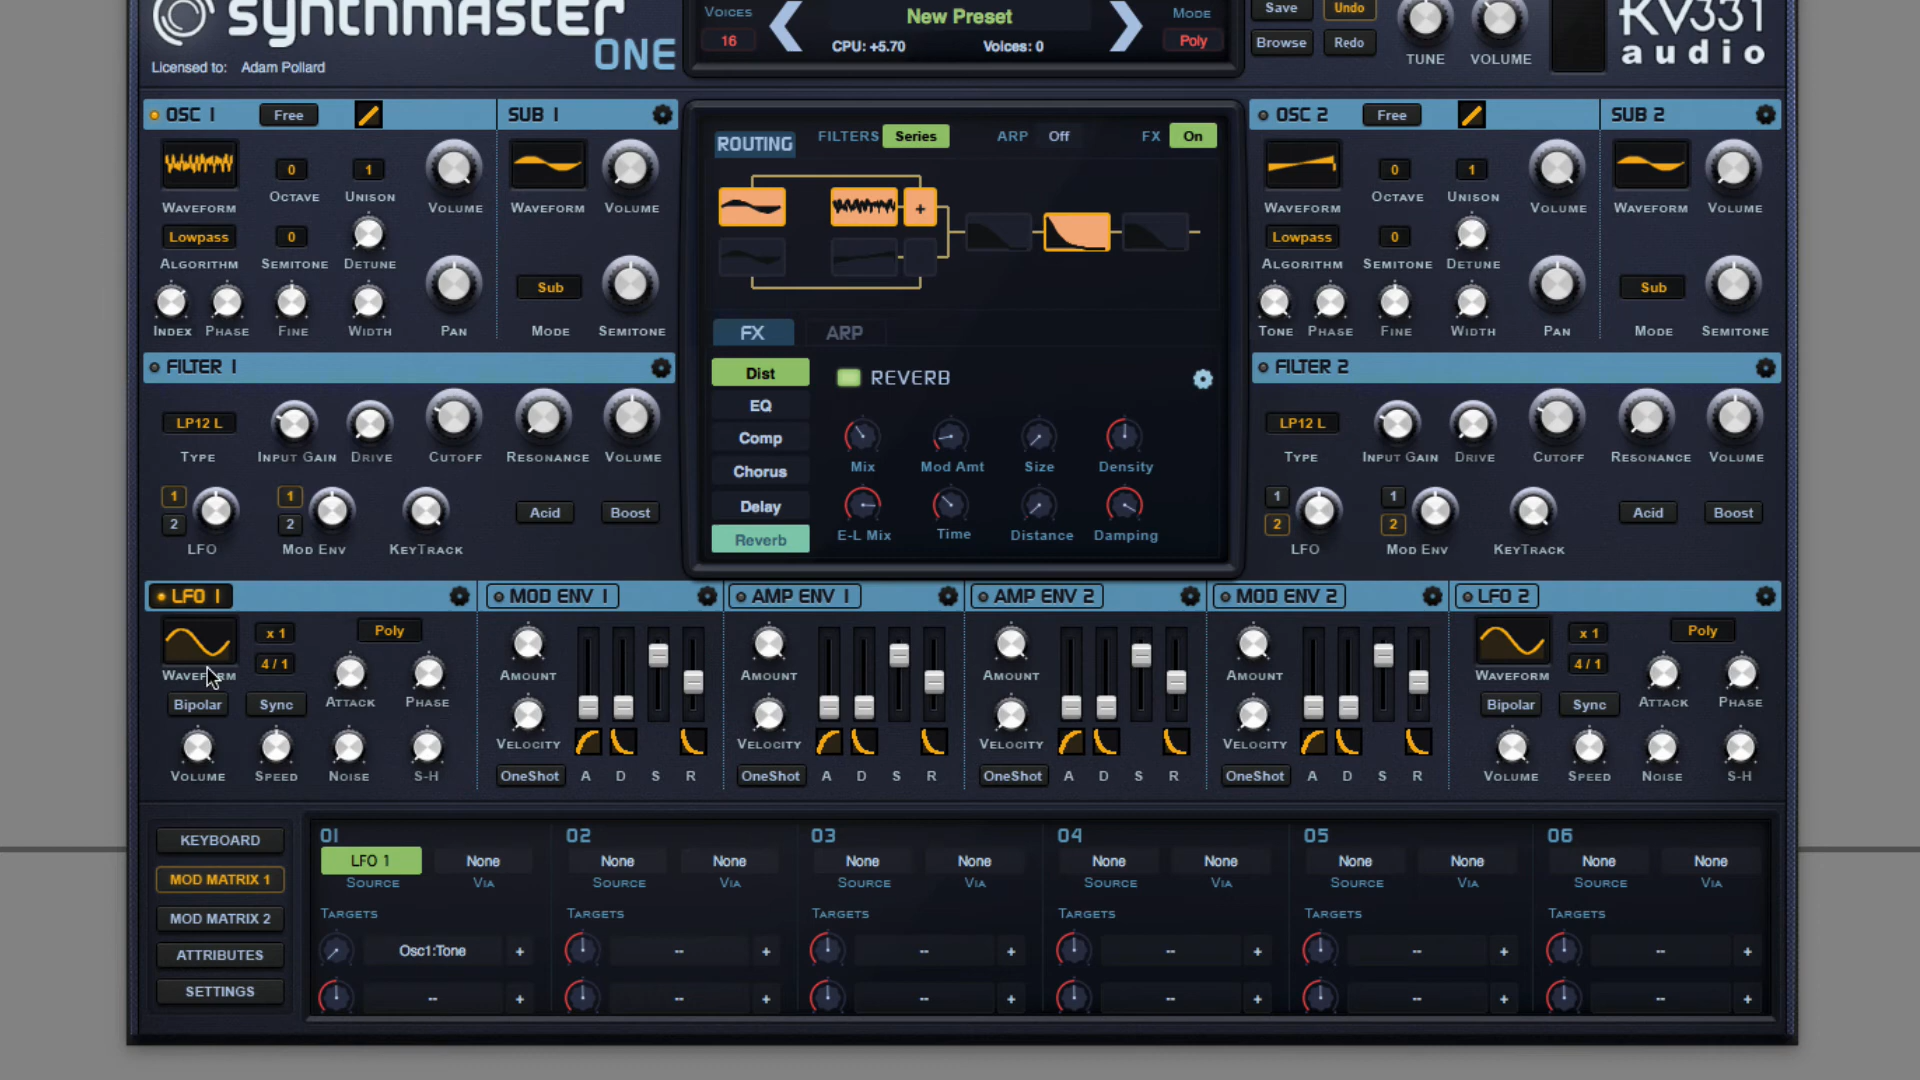 synthmaster
ONE
Licensed to: Adam Pollard
VOICES
16
New Preset
CPU: +5.70 Voices: 0
MODE
Poly
Save Undo
Browse Redo
TUNE VOLUME
KV331
audio
OSC 1 Free
SUB 1
WAVEFORM
0 1
OCTAVE UNISON VOLUME
WAVEFORM VOLUME
Lowpass 0
ALGORITHM SEMITONE DETUNE
Sub
INDEX PHASE FINE WIDTH PAN
MODE SEMITONE
FILTER 1
LP12 L
TYPE INPUT GAIN DRIVE CUTOFF RESONANCE VOLUME
1 1
2 2
Acid Boost
LFO MOD ENV KEYTRACK
ROUTING FILTERS Series ARP Off FX On
+
FX ARP
Dist
EQ
Comp
Chorus
Delay
Reverb
REVERB
Mix Mod Amt Size Density
E-L Mix Time Distance Damping
OSC 2 Free
SUB 2
0 1
WAVEFORM OCTAVE UNISON VOLUME
WAVEFORM VOLUME
Lowpass 0
ALGORITHM SEMITONE DETUNE
Sub
TONE PHASE FINE WIDTH PAN
MODE SEMITONE
FILTER 2
LP12 L
TYPE INPUT GAIN DRIVE CUTOFF RESONANCE VOLUME
1 1
2 2
Acid Boost
LFO MOD ENV KEYTRACK
LFO 1
x 1 Poly
4 / 1
WAVEFORM
Bipolar Sync ATTACK PHASE
VOLUME SPEED NOISE S-H
MOD ENV 1
AMOUNT
VELOCITY
OneShot A D S R
AMP ENV 1
AMOUNT
VELOCITY
OneShot A D S R
AMP ENV 2
AMOUNT
VELOCITY
OneShot A D S R
MOD ENV 2
AMOUNT
VELOCITY
OneShot A D S R
LFO 2
x 1 Poly
4 / 1
WAVEFORM
Bipolar Sync ATTACK PHASE
VOLUME SPEED NOISE S-H
KEYBOARD
MOD MATRIX 1
MOD MATRIX 2
ATTRIBUTES
SETTINGS
01 02 03 04 05 06
LFO 1 None None None None None None None None None None None
SOURCE VIA SOURCE VIA SOURCE VIA SOURCE VIA SOURCE VIA SOURCE VIA
TARGETS TARGETS TARGETS TARGETS TARGETS TARGETS
Osc1:Tone + -- + -- + -- + -- + -- +
-- + -- + -- + -- + -- + -- +